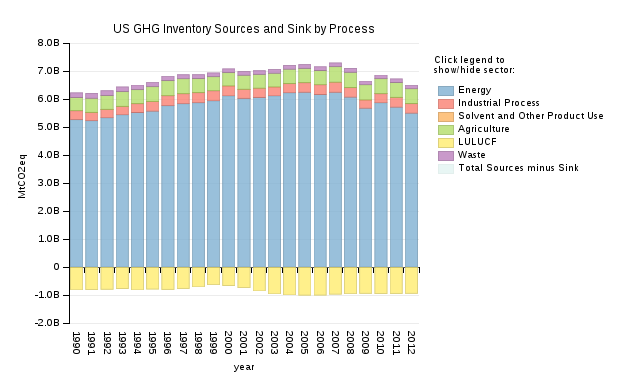 US GHG Inventory Sources and Sink by Process
8.0B
7.0B
6.0B
5.0B
4.0B
3.0B
2.0B
1.0B
0
-1.0B
-2.0B
MtCO2eq
1990 1991 1992 1993 1994 1995 1996 1997 1998 1999 2000 2001 2002 2003 2004 2005 2006 2007 2008 2009 2010 2011 2012
year
Click legend to
show/hide sector:
Energy
Industrial Process
Solvent and Other Product Use
Agriculture
LULUCF
Waste
Total Sources minus Sink